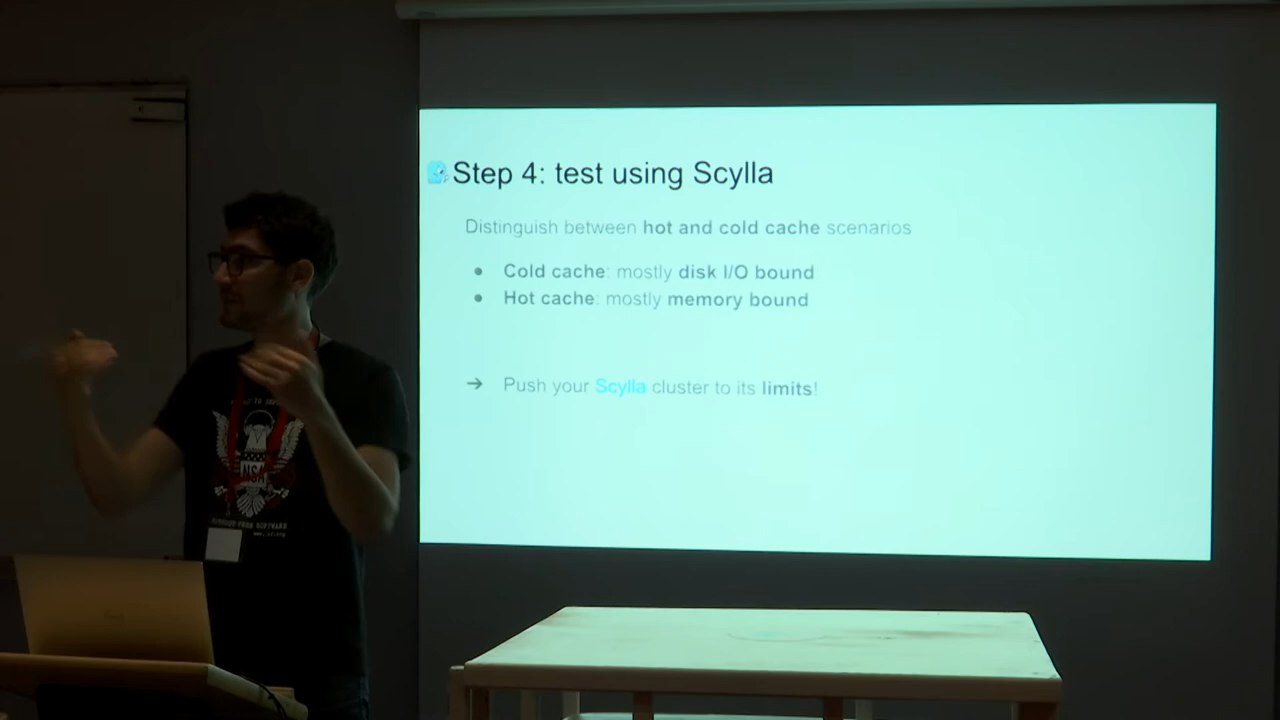 Step 4: test using Scylla
Distinguish between hot and cold cache scenarios
● Cold cache: mostly disk I/O bound
● Hot cache: mostly memory bound
➔ Push your Scylla cluster to its limits!
NSA